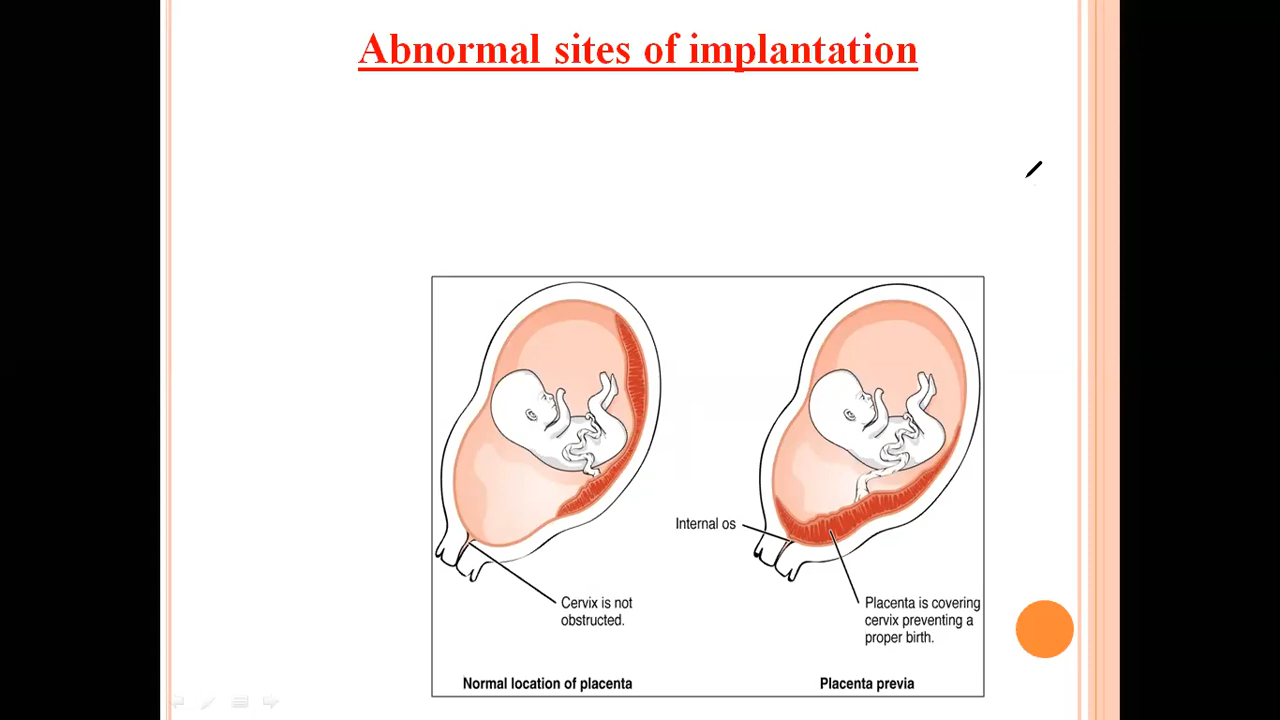 Abnormal sites of implantation
Internal os
Cervix is not
obstructed.
Placenta is covering
cervix preventing a
proper birth.
Normal location of placenta
Placenta previa